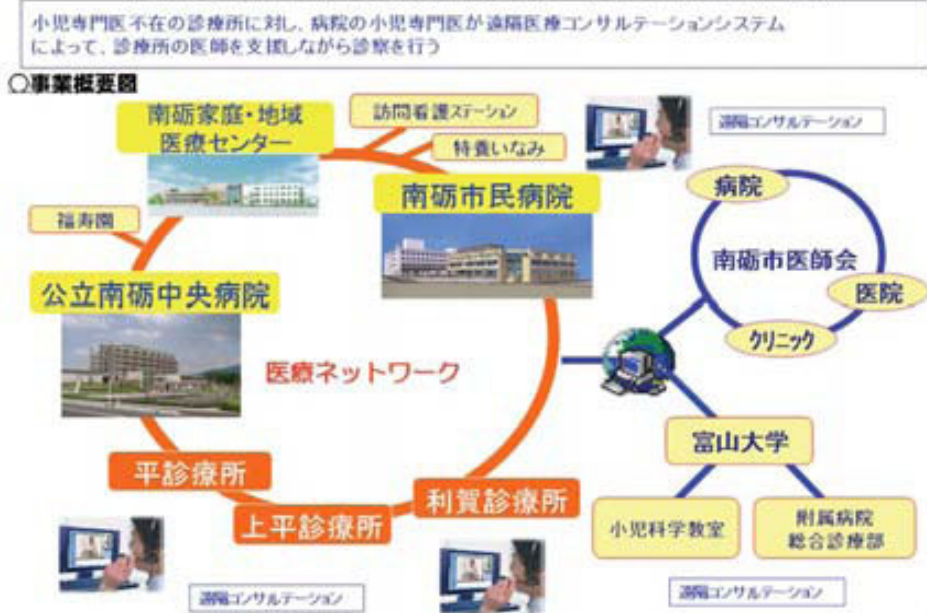 小児専門医不在の診療所に対し、病院の小児専門医が遠隔医療コンサルテーションシステム
によって、診療所の医師を支援しながら診察を行う
○事業概要図
南砺家庭・地域
医療センター
訪問看護ステーション
特養いなみ
遠隔コンサルテーション
病院
南砺市民病院
福寿園
南砺市医師会
医院
公立南砺中央病院
クリニック
医療ネットワーク
富山大学
平診療所
利賀診療所
上平診療所
小児科学教室
附属病院
総合診療部
遠隔コンサルテーション
遠隔コンサルテーション